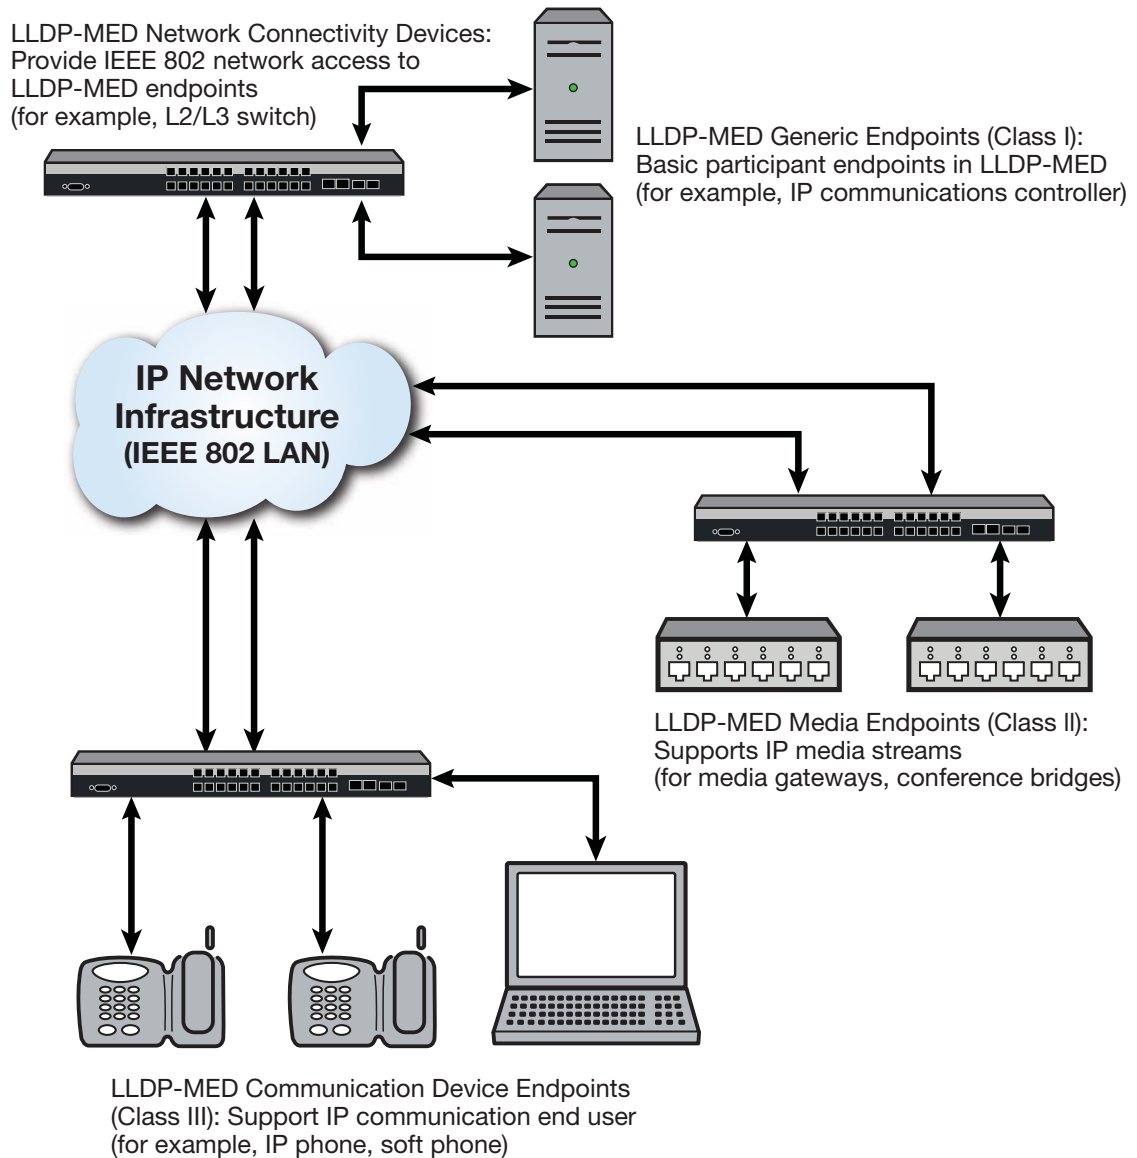 LLDP-MED Network Connectivity Devices:
Provide IEEE 802 network access to
LLDP-MED endpoints
(for example, L2/L3 switch)
LLDP-MED Generic Endpoints (Class I):
Basic participant endpoints in LLDP-MED
(for example, IP communications controller)
IP Network
Infrastructure
(IEEE 802 LAN)
LLDP-MED Media Endpoints (Class II):
Supports IP media streams
(for media gateways, conference bridges)
LLDP-MED Communication Device Endpoints
(Class III): Support IP communication end user
(for example, IP phone, soft phone)